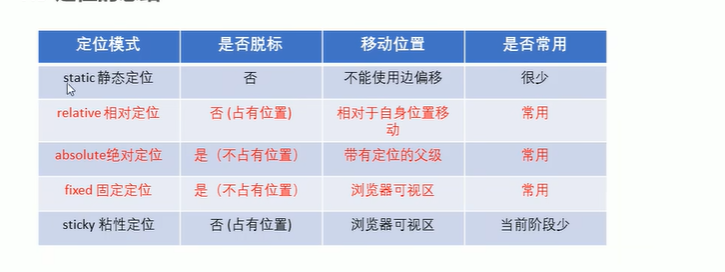 定位模式 是否脱标 移动位置 是否常用
static 静态定位 否 不能使用边偏移 很少
relative 相对定位 否 (占有位置) 相对于自身位置移
动 常用
absolute绝对定位 是（不占有位置） 带有定位的父级 常用
fixed 固定定位 是（不占有位置） 浏览器可视区 常用
sticky 粘性定位 否 (占有位置) 浏览器可视区 当前阶段少